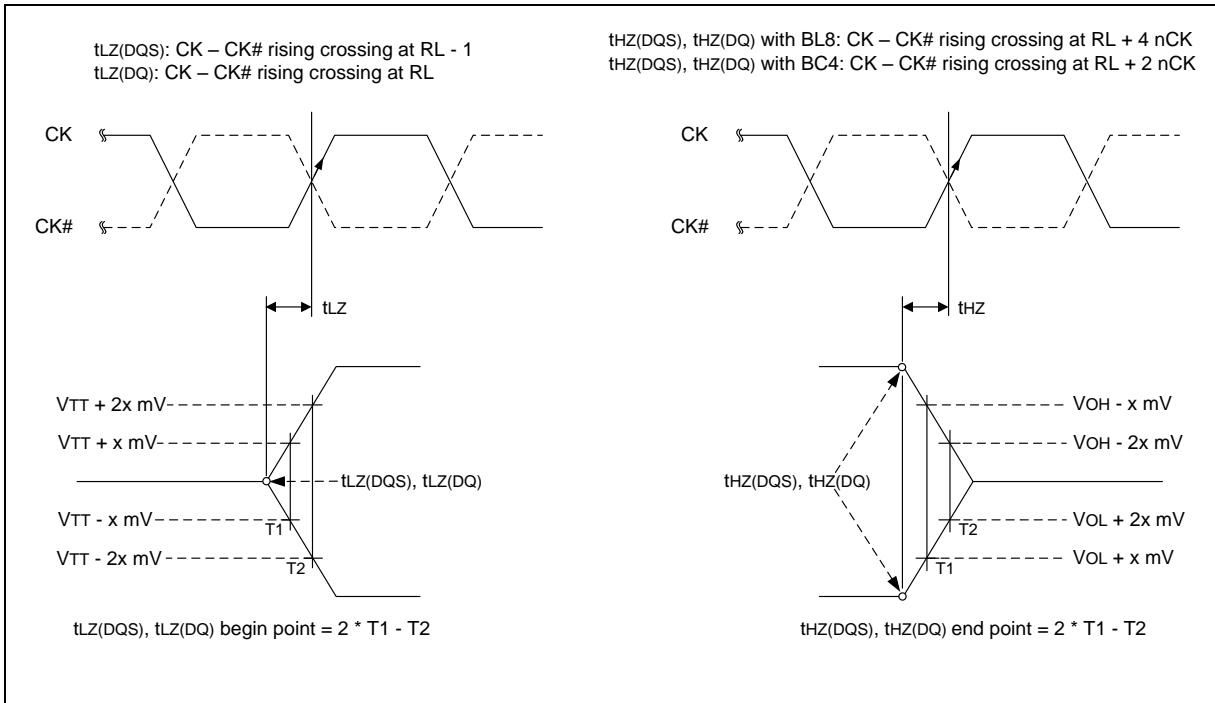 tLZ(DQS): CK – CK# rising crossing at RL - 1
tLZ(DQ): CK – CK# rising crossing at RL
tHZ(DQS), tHZ(DQ) with BL8: CK – CK# rising crossing at RL + 4 nCK
tHZ(DQS), tHZ(DQ) with BC4: CK – CK# rising crossing at RL + 2 nCK
CK
CK#
CK
CK#
tLZ
tHZ
VTT + 2x mV
VTT + x mV
tLZ(DQS), tLZ(DQ)
VTT - x mV
T1
VTT - 2x mV
T2
VOH - x mV
VOH - 2x mV
tHZ(DQS), tHZ(DQ)
VOL + 2x mV
T2
VOL + x mV
T1
tLZ(DQS), tLZ(DQ) begin point = 2 * T1 - T2
tHZ(DQS), tHZ(DQ) end point = 2 * T1 - T2